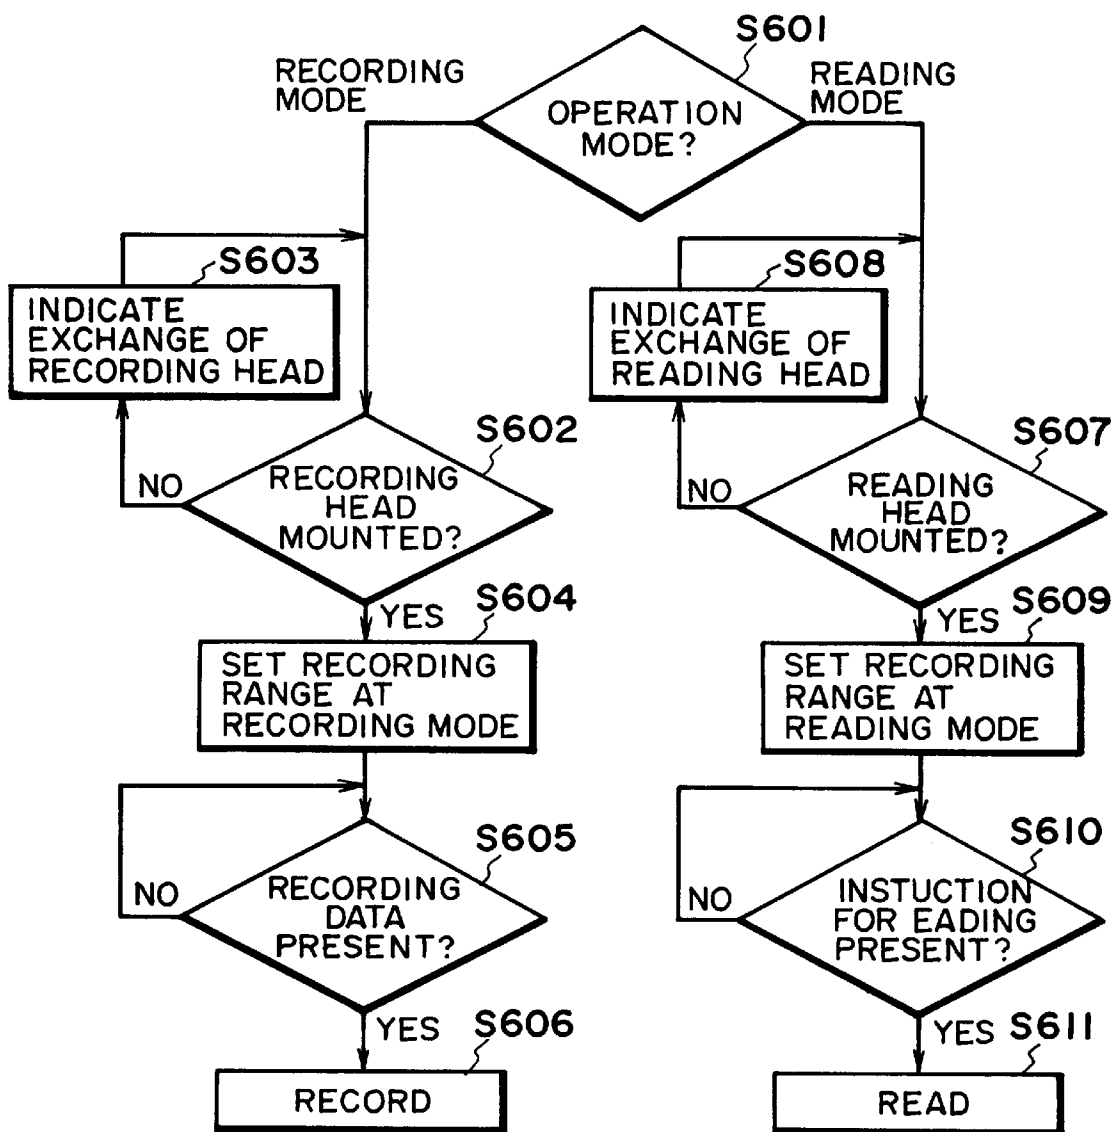 S601
RECORDING
MODE
READING
MODE
OPERATION
MODE?
S603
INDICATE
EXCHANGE OF
RECORDING HEAD
S608
INDICATE
EXCHANGE OF
READING HEAD
S602
NO
RECORDING
HEAD
MOUNTED?
S607
NO
READING
HEAD
MOUNTED?
YES
S604
SET RECORDING
RANGE AT
RECORDING MODE
YES
S609
SET RECORDING
RANGE AT
READING MODE
S605
NO
RECORDING
DATA
PRESENT?
S610
NO
INSTUCTION
FOR EADING
PRESENT?
YES
S606
RECORD
YES
S611
READ